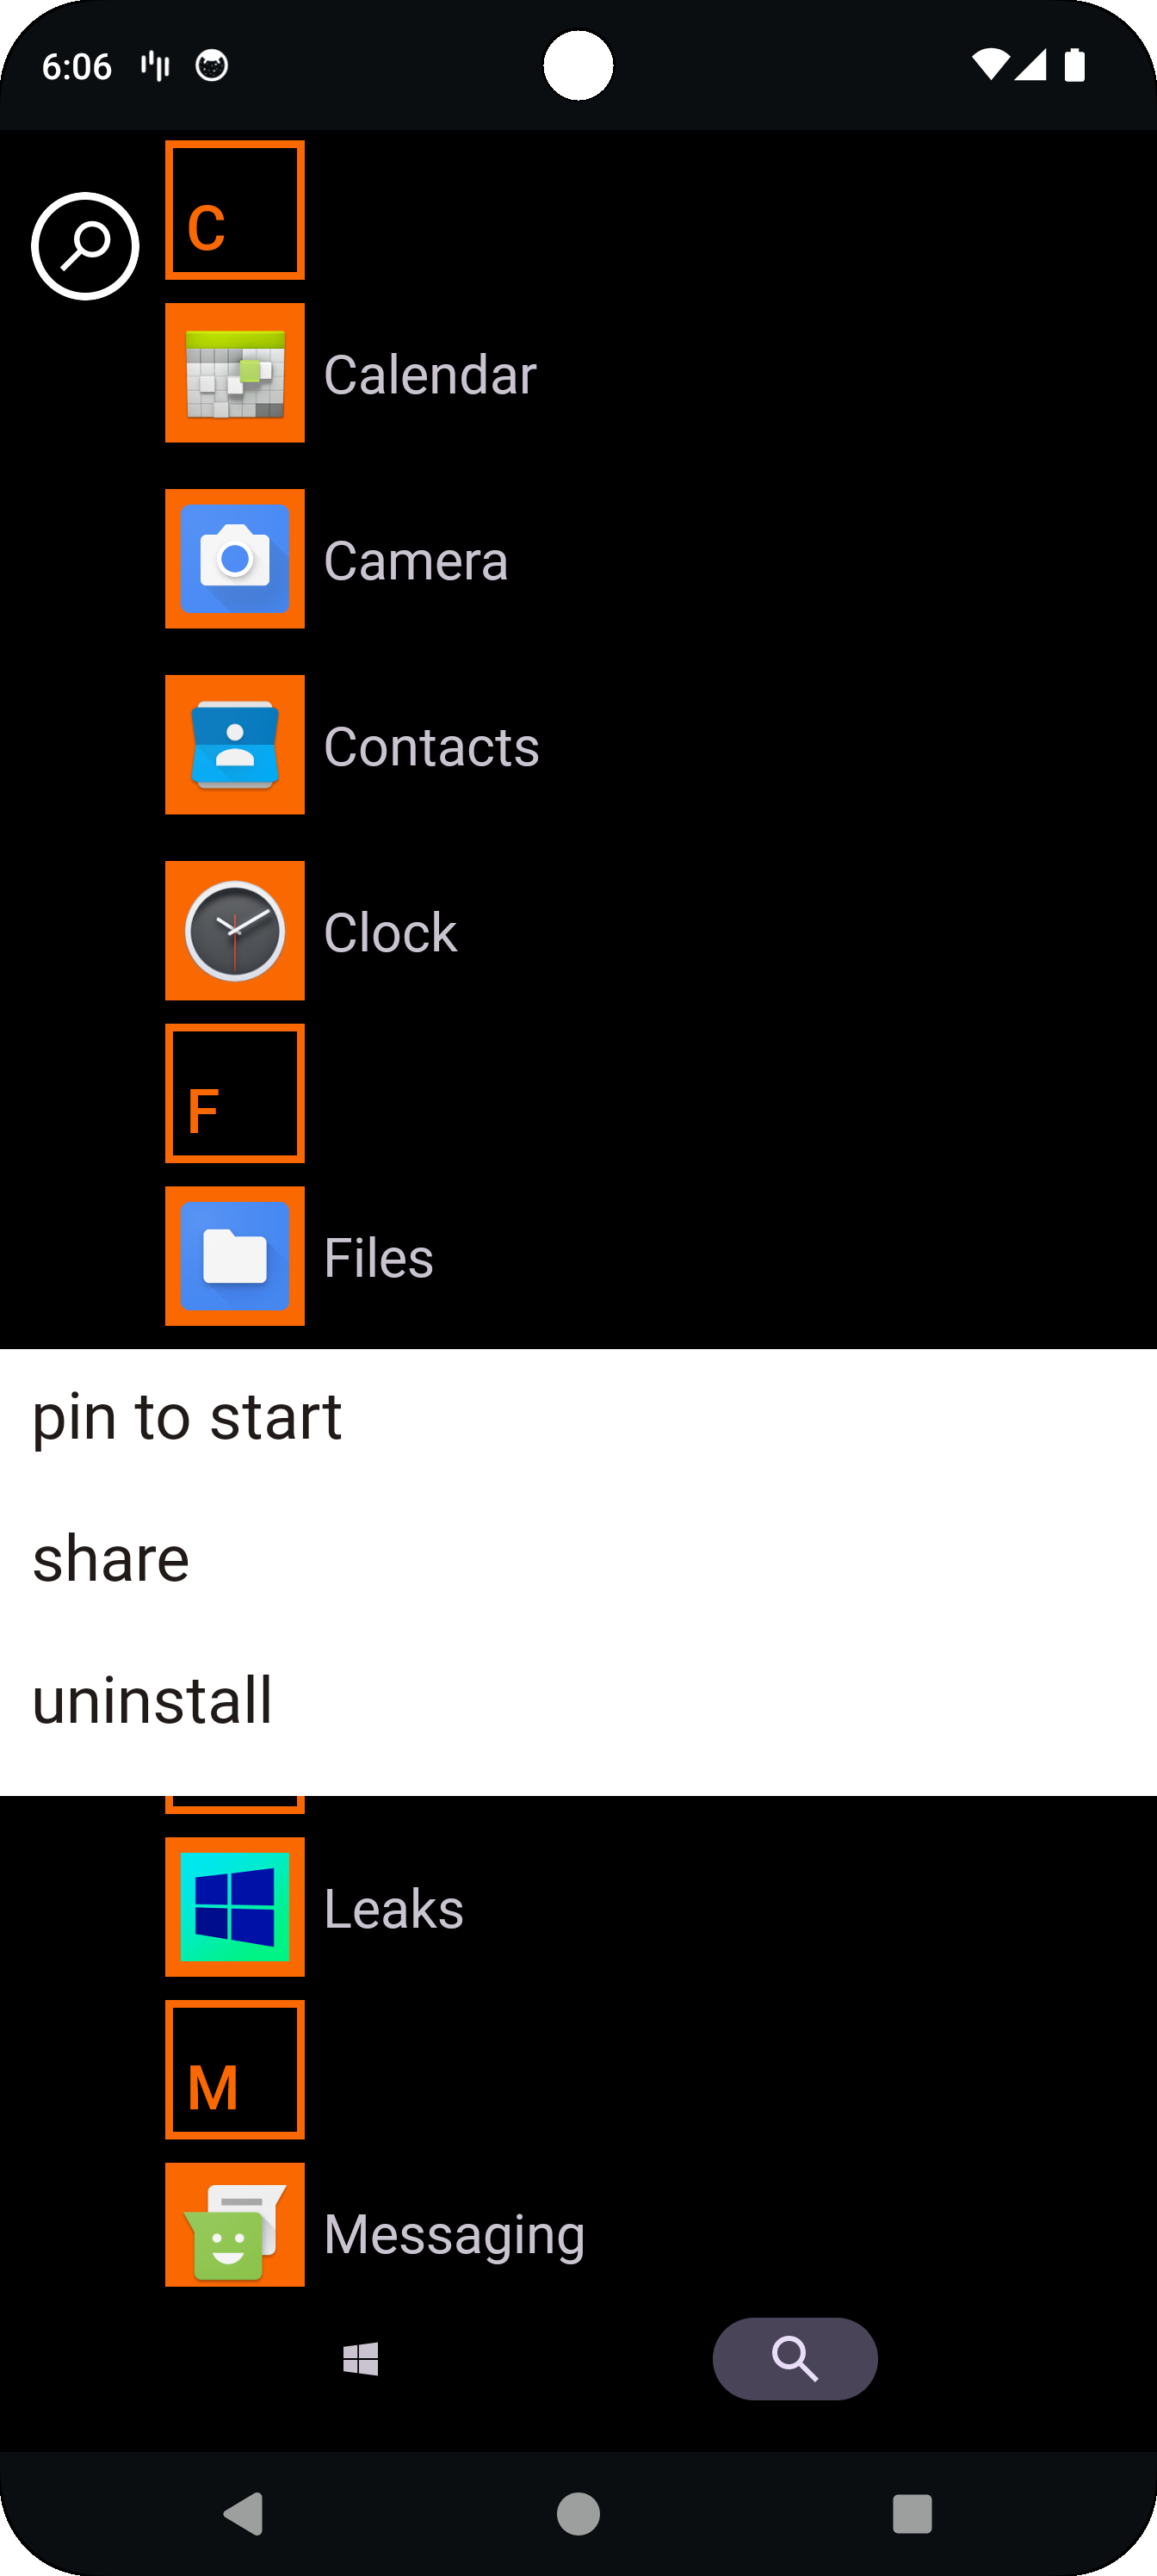 6:06
C
Calendar
Camera
Contacts
Clock
F
Files
pin to start
share
uninstall
Leaks
M
Messaging